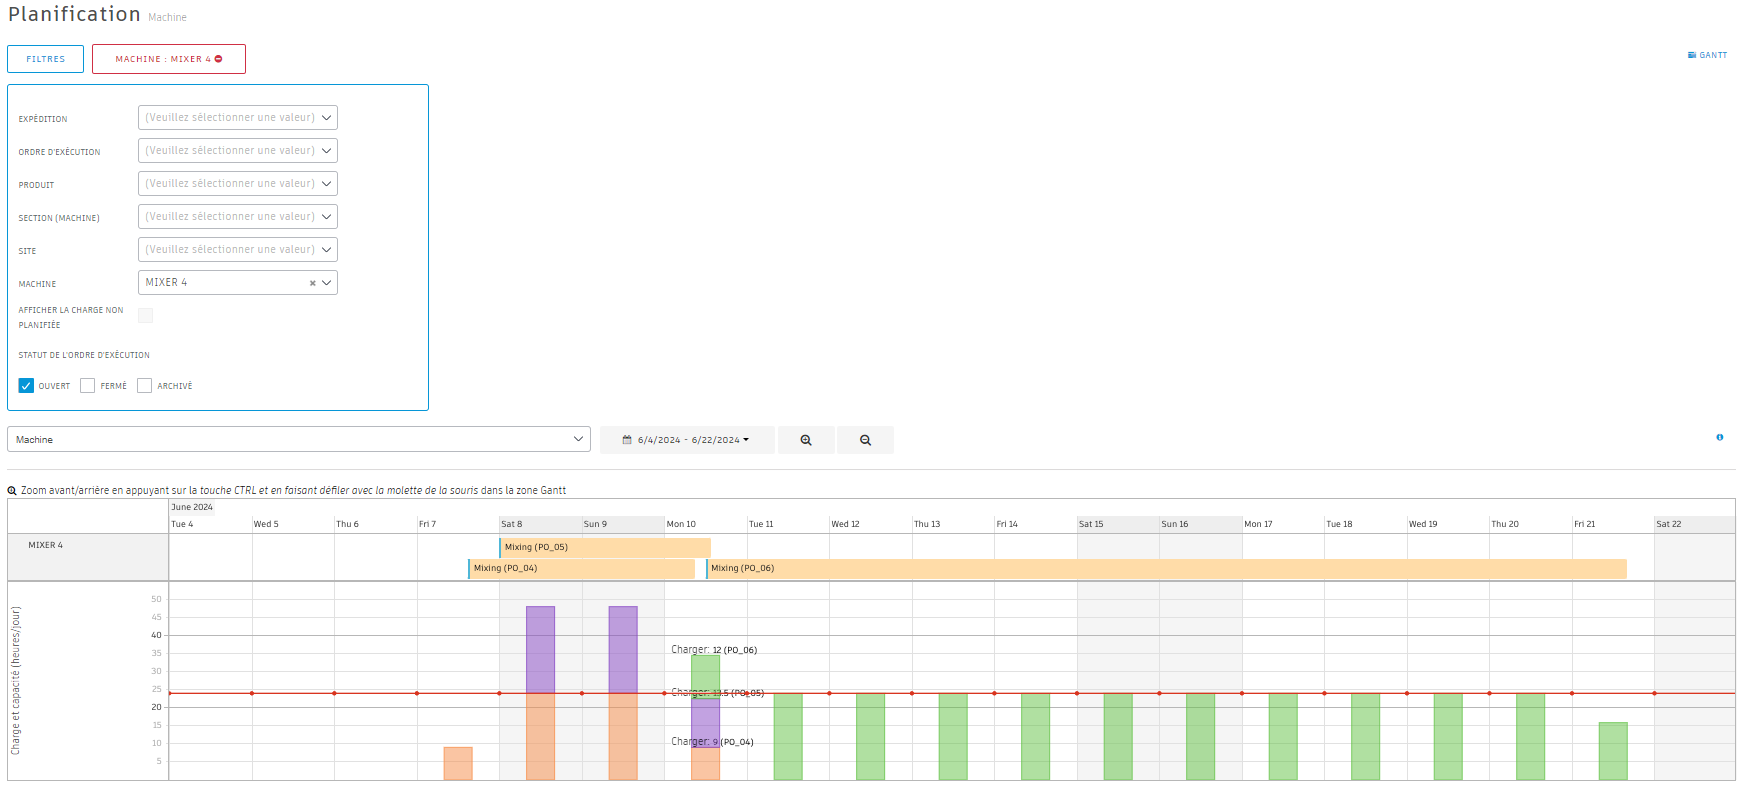 Planification Machine
FILTRES
MACHINE : MIXER 4
GANTT
EXPÉDITION (Veuillez sélectionner une valeur)
ORDRE D'EXÉCUTION (Veuillez sélectionner une valeur)
PRODUIT (Veuillez sélectionner une valeur)
SECTION (MACHINE) (Veuillez sélectionner une valeur)
SITE (Veuillez sélectionner une valeur)
MACHINE MIXER 4
AFFICHER LA CHARGE NON
PLANIFIÉE
STATUT DE L'ORDRE D'EXÉCUTION
OUVERT FERMÉ ARCHIVÉ
Machine
6/4/2024 - 6/22/2024
Zoom avant/arrière en appuyant sur la touche CTRL et en faisant défiler avec la molette de la souris dans la zone Gantt
June 2024
Tue 4 Wed 5 Thu 6 Fri 7 Sat 8 Sun 9 Mon 10 Tue 11 Wed 12 Thu 13 Fri 14 Sat 15 Sun 16 Mon 17 Tue 18 Wed 19 Thu 20 Fri 21 Sat 22
MIXER 4
Mixing (PO_05)
Mixing (PO_04) Mixing (PO_06)
Charge et capacité (heures/jour)
50
45
40
35
30
25
20
15
10
5
Charger: 12 (PO_06)
Charger: 13.5 (PO_05)
Charger: 9 (PO_04)